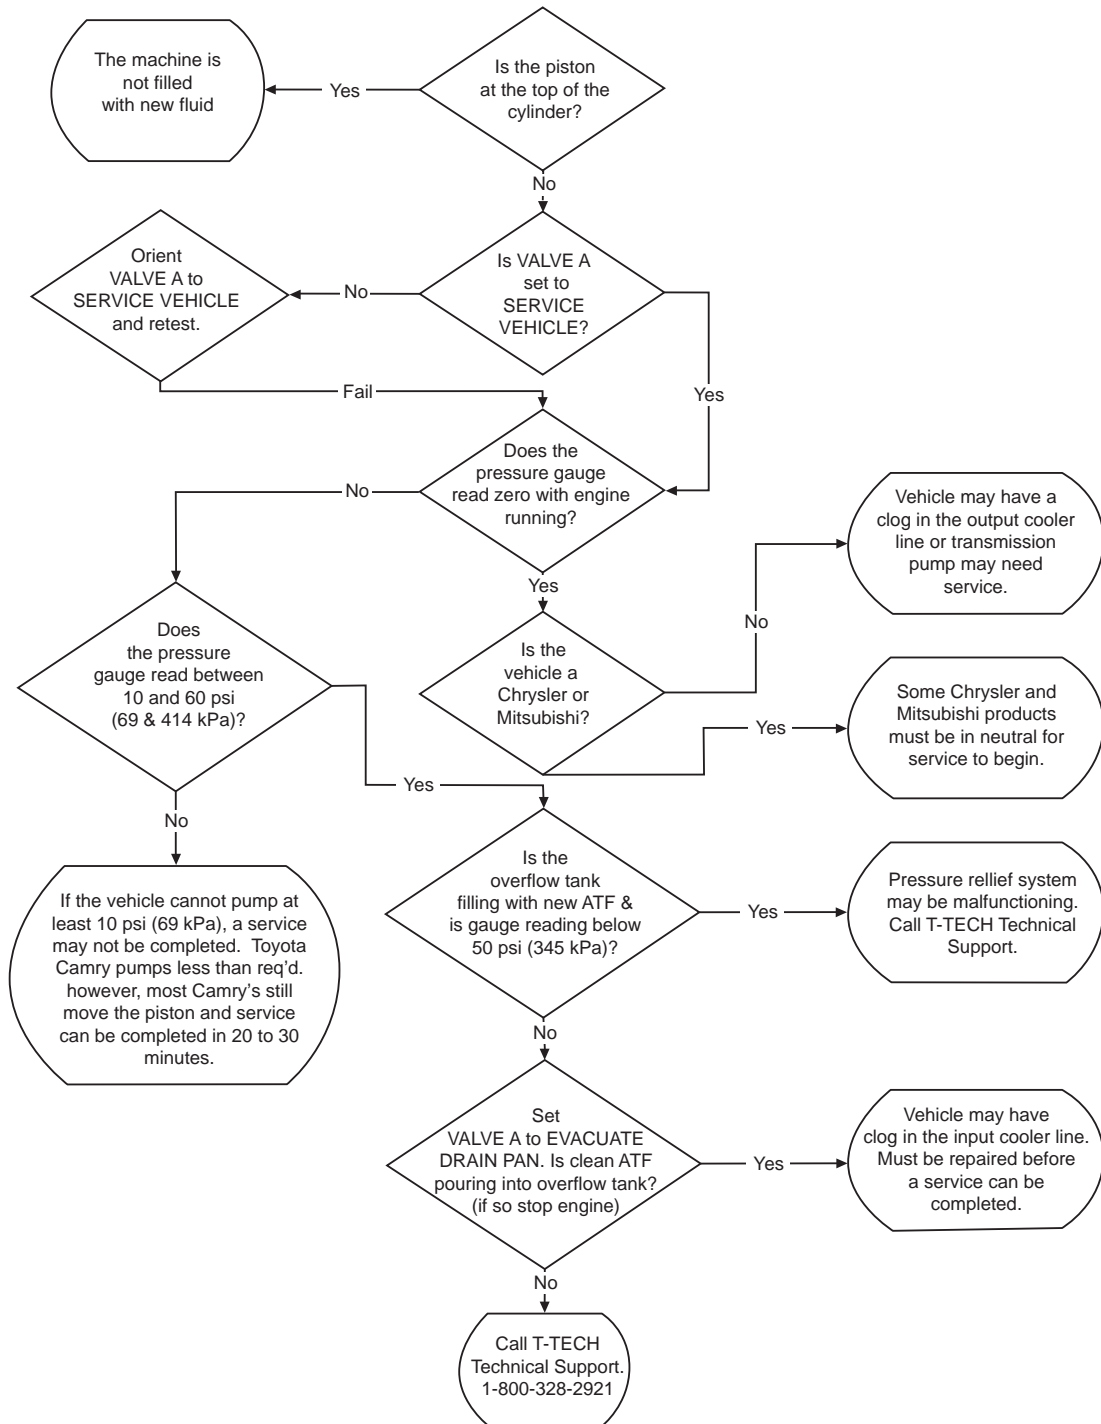 The machine is
not filled
with new fluid
Yes
Is the piston
at the top of the
cylinder?
No
Orient
VALVE A to
SERVICE VEHICLE
and retest.
No
Is VALVE A
set to
SERVICE
VEHICLE?
Fail
Yes
Does the
pressure gauge
read zero with engine
running?
No
Vehicle may have a
clog in the output cooler
line or transmission
pump may need
service.
Yes
No
Does
the pressure
gauge read between
10 and 60 psi
(69 & 414 kPa)?
Is the
vehicle a
Chrysler or
Mitsubishi?
Some Chrysler and
Mitsubishi products
must be in neutral for
service to begin.
Yes
Yes
No
Is the
overflow tank
filling with new ATF &
is gauge reading below
50 psi (345 kPa)?
Yes
Pressure rellief system
may be malfunctioning.
Call T-TECH Technical
Support.
If the vehicle cannot pump at
least 10 psi (69 kPa), a service
may not be completed.  Toyota
Camry pumps less than req'd.
however, most Camry's still
move the piston and service
can be completed in 20 to 30
minutes.
No
Set
VALVE A to EVACUATE
DRAIN PAN. Is clean ATF
pouring into overflow tank?
(if so stop engine)
Yes
Vehicle may have
clog in the input cooler line.
Must be repaired before
a service can be
completed.
No
Call T-TECH
Technical Support.
1-800-328-2921